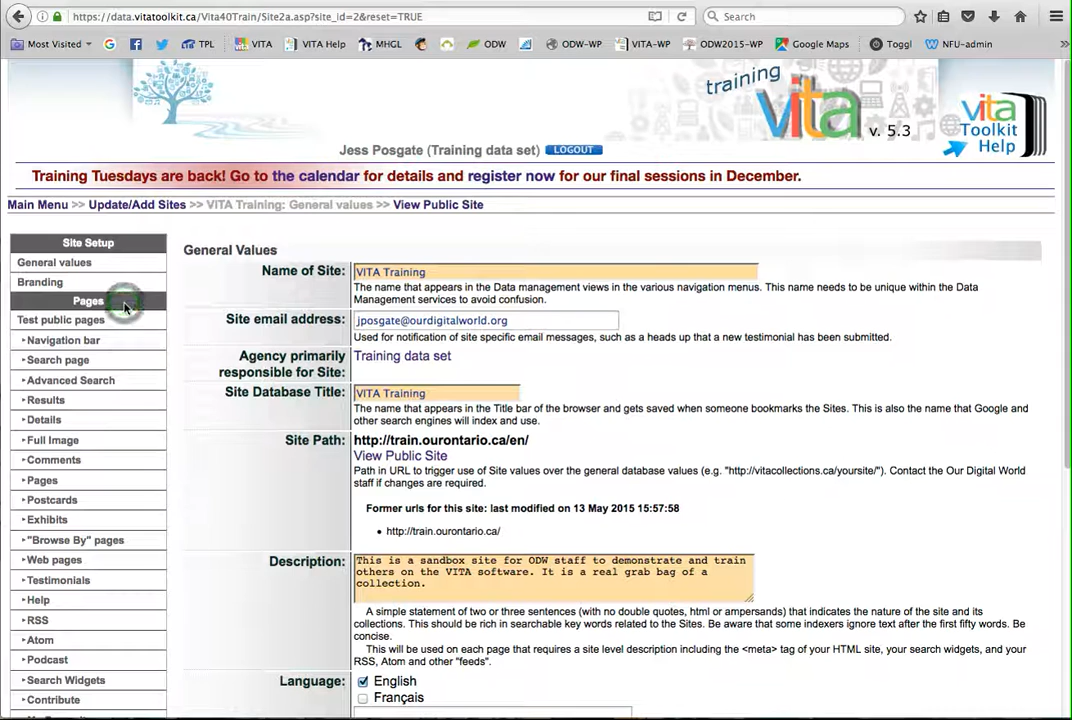 https://data.vitatoolkit.ca/Vita40Train/Site2a.asp?site_id=2&reset=TRUE
Search
Most Visited
VITA
VITA Help
TPL
MHGL
ODW
ODW-WP
VITA-WP
ODW2015-WP
Google Maps
Toggl
NFU-admin
training
vita
v. 5.3
vita
Toolkit
Help
Jess Posgate (Training data set) LOGOUT
Training Tuesdays are back! Go to the calendar for details and register now for our final sessions in December.
Main Menu >> Update/Add Sites >> VITA Training: General values >> View Public Site
Site Setup
General values
Branding
Pages
Test public pages
Navigation bar
Search page
Advanced Search
Results
Details
Full Image
Comments
Pages
Postcards
Exhibits
"Browse By" pages
Web pages
Testimonials
Help
RSS
Atom
Podcast
Search Widgets
Contribute
General Values
Name of Site: VITA Training
The name that appears in the Data management views in the various navigation menus. This name needs to be unique within the Data
Management services to avoid confusion.
Site email address: jposgate@ourdigitalworld.org
Used for notification of site specific email messages, such as a heads up that a new testimonial has been submitted.
Agency primarily responsible for Site: Training data set
Site Database Title: VITA Training
The name that appears in the Title bar of the browser and gets saved when someone bookmarks the Sites. This is also the name that Google and
other search engines will index and use.
Site Path: http://train.ourontario.ca/en/
View Public Site
Path in URL to trigger use of Site values over the general database values (e.g. "http://vitacollections.ca/yoursite/"). Contact the Our Digital World
staff if changes are required.
Former urls for this site: last modified on 13 May 2015 15:57:58
• http://train.ourontario.ca/
Description: This is a sandbox site for ODW staff to demonstrate and train
others on the VITA software. It is a real grab bag of a
collection.
A simple statement of two or three sentences (with no double quotes, html or ampersands) that indicates the nature of the site and its
collections. This should be rich in searchable key words related to the Sites. Be aware that some indexers ignore text after the first fifty words. Be
concise.
This will be used on each page that requires a site level description including the <meta> tag of your HTML site, your search widgets, and your
RSS, Atom and other "feeds".
Language: English
Français